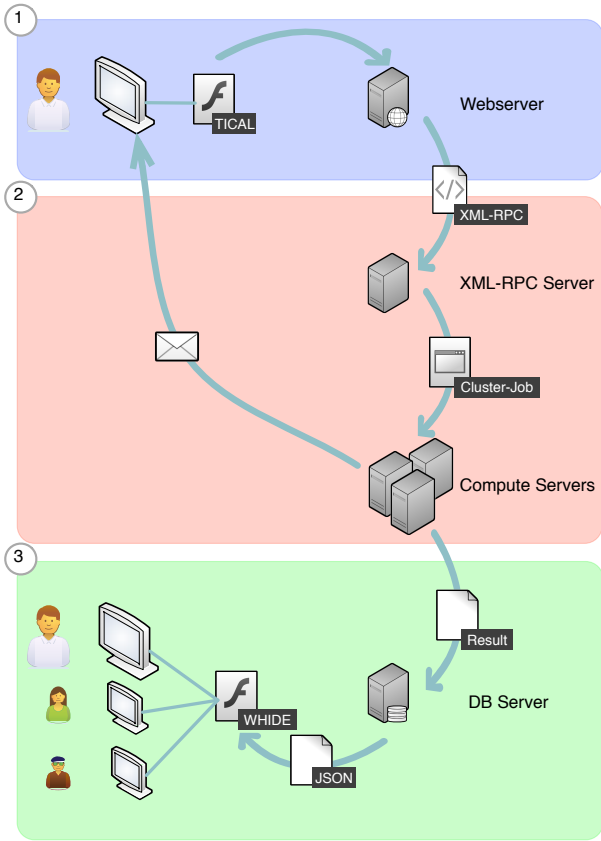 1
TICAL
Webserver
XML-RPC
2
XML-RPC Server
Cluster-Job
Compute Servers
3
Result
WHIDE
DB Server
JSON